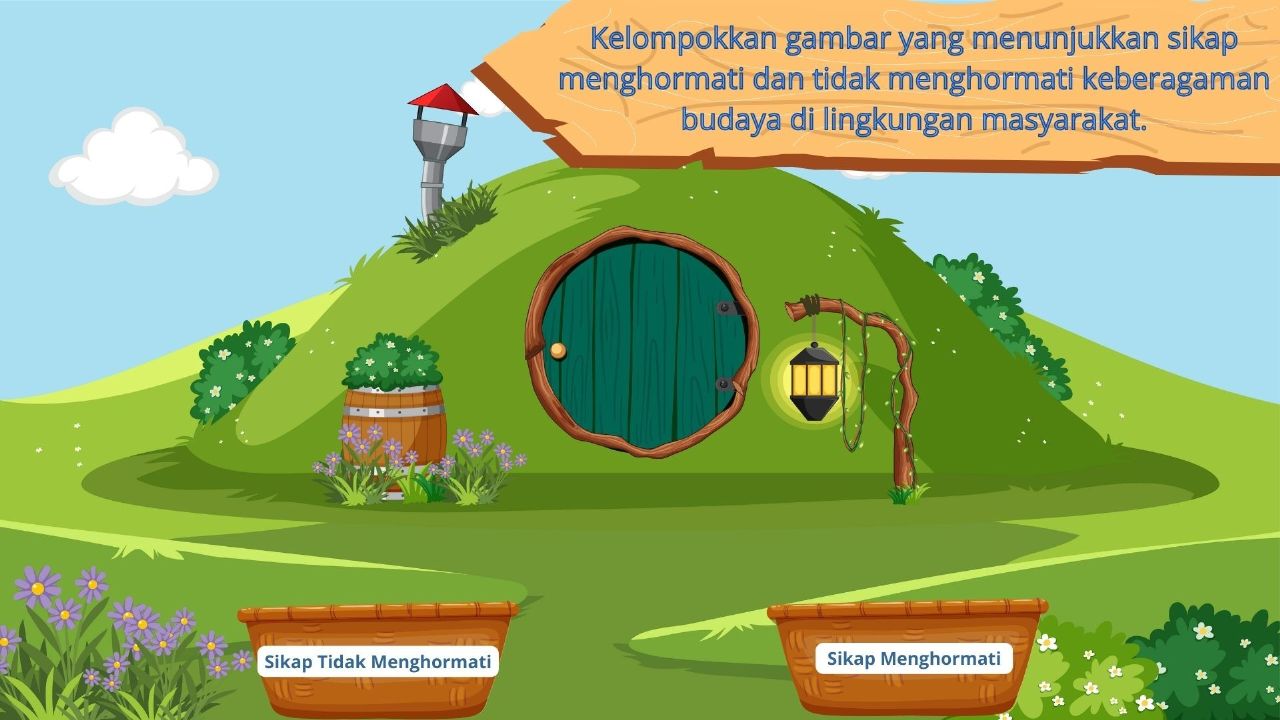 Kelompokkan gambar yang menunjukkan sikap
menghormati dan tidak menghormati keberagaman
budaya di lingkungan masyarakat.
Sikap Tidak Menghormati
Sikap Menghormati